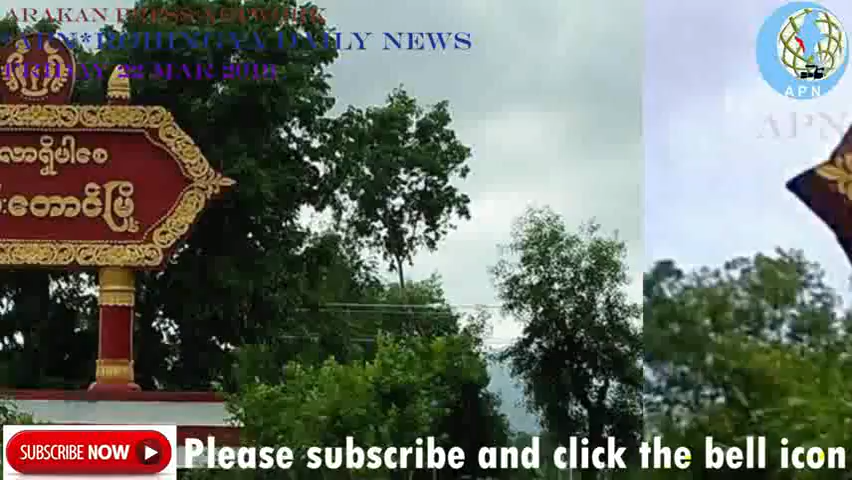 ARAKAN PRESS NETWORK
*APN*ROHINGYA DAILY NEWS
FRIDAY 22 MAR 2019
APN
APN
လာရှိပါစေ
တောင်မြို့
SUBSCRIBE NOW
Please subscribe and click the bell icon